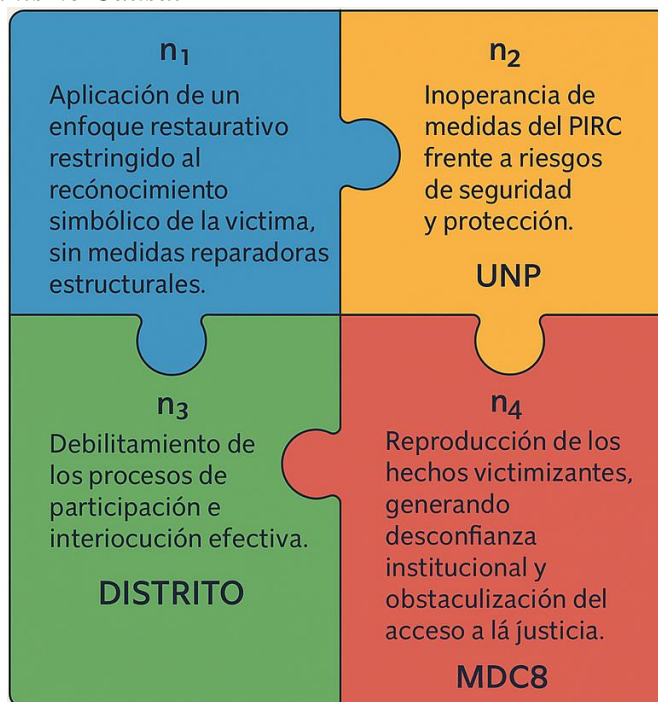 n₁
Aplicación de un
enfoque restaurativo
restringido al
recónocimiento
simbólico de la victima,
sin medidas reparadoras
estructurales.
n₂
Inoperancia de
medidas del PIRC
frente a riesgos
de seguridad
y protección.
UNP
n₃
Debilitamiento de
los procesos de
participación e
interiocución efectiva.
DISTRITO
n₄
Reproducción de los
hechos victimizantes,
generando
desconfianza
institucional y
obstaculización del
acceso a lá justicia.
MDC8